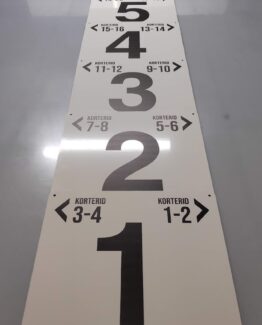 5
KORTERID KORTERID
15-16 13-14
4
KORTERID KORTERID
11-12 9-10
3
KORTERID KORTERID
7-8 5-6
2
KORTERID KORTERID
3-4 1-2
1